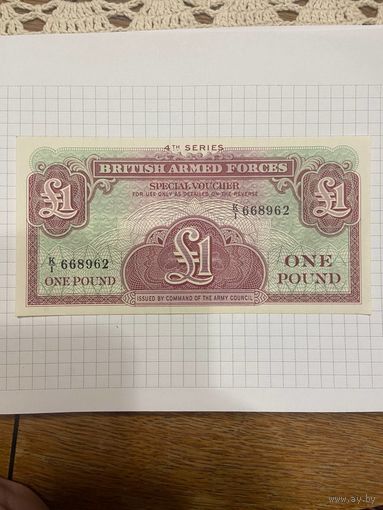 4TH SERIES
BRITISH ARMED FORCES
SPECIAL VOUCHER
FOR USE ONLY AS DETAILED ON THE REVERSE
£1 £1
K/1 668962
£1
K/1 668962
ONE POUND
ONE
POUND
ISSUED BY COMMAND OF THE ARMY COUNCIL
www.ay.by